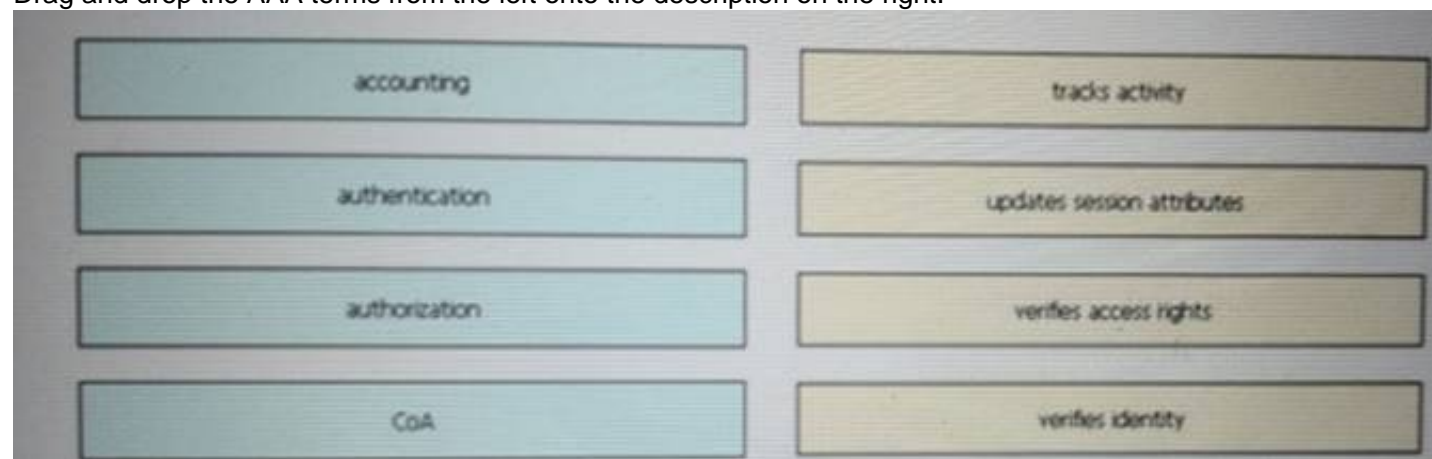 Drag and drop the AAA terms from the left onto the description on the right.
accounting
tracks activity
authentication
updates session attributes
authorization
verifies access rights
CoA
verifies identity